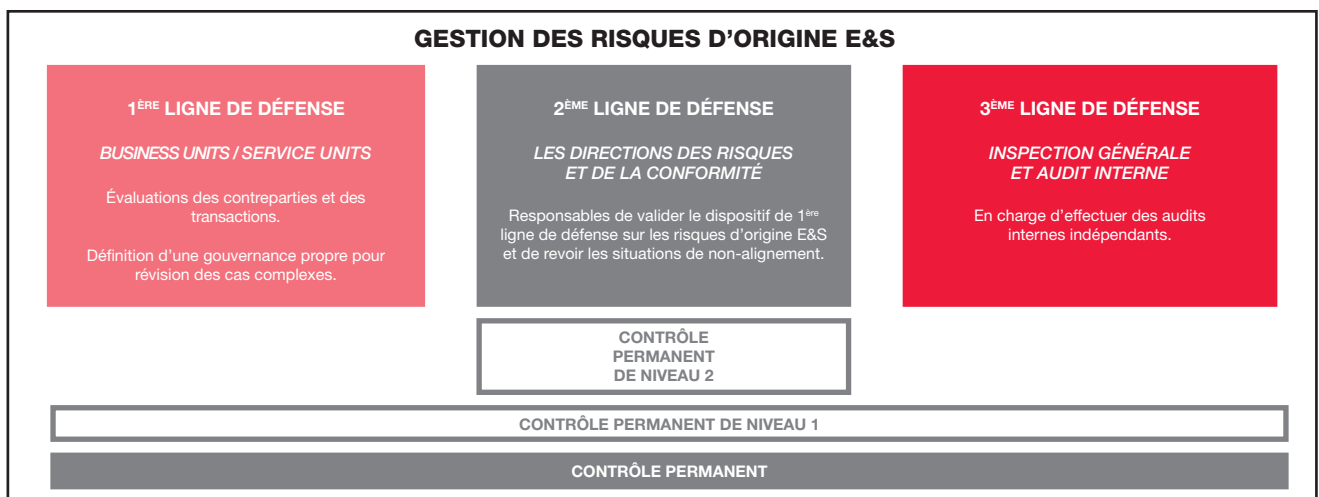 GESTION DES RISQUES D'ORIGINE E&S
1ÈRE LIGNE DE DÉFENSE
BUSINESS UNITS / SERVICE UNITS
Évaluations des contreparties et des
transactions.
Définition d'une gouvernance propre pour
révision des cas complexes.
2ÈME LIGNE DE DÉFENSE
LES DIRECTIONS DES RISQUES
ET DE LA CONFORMITÉ
Responsables de valider le dispositif de 1ère
ligne de défense sur les risques d'origine E&S
et de revoir les situations de non-alignement.
3ÈME LIGNE DE DÉFENSE
INSPECTION GÉNÉRALE
ET AUDIT INTERNE
En charge d'effectuer des audits
internes indépendants.
CONTRÔLE
PERMANENT
DE NIVEAU 2
CONTRÔLE PERMANENT DE NIVEAU 1
CONTRÔLE PERMANENT